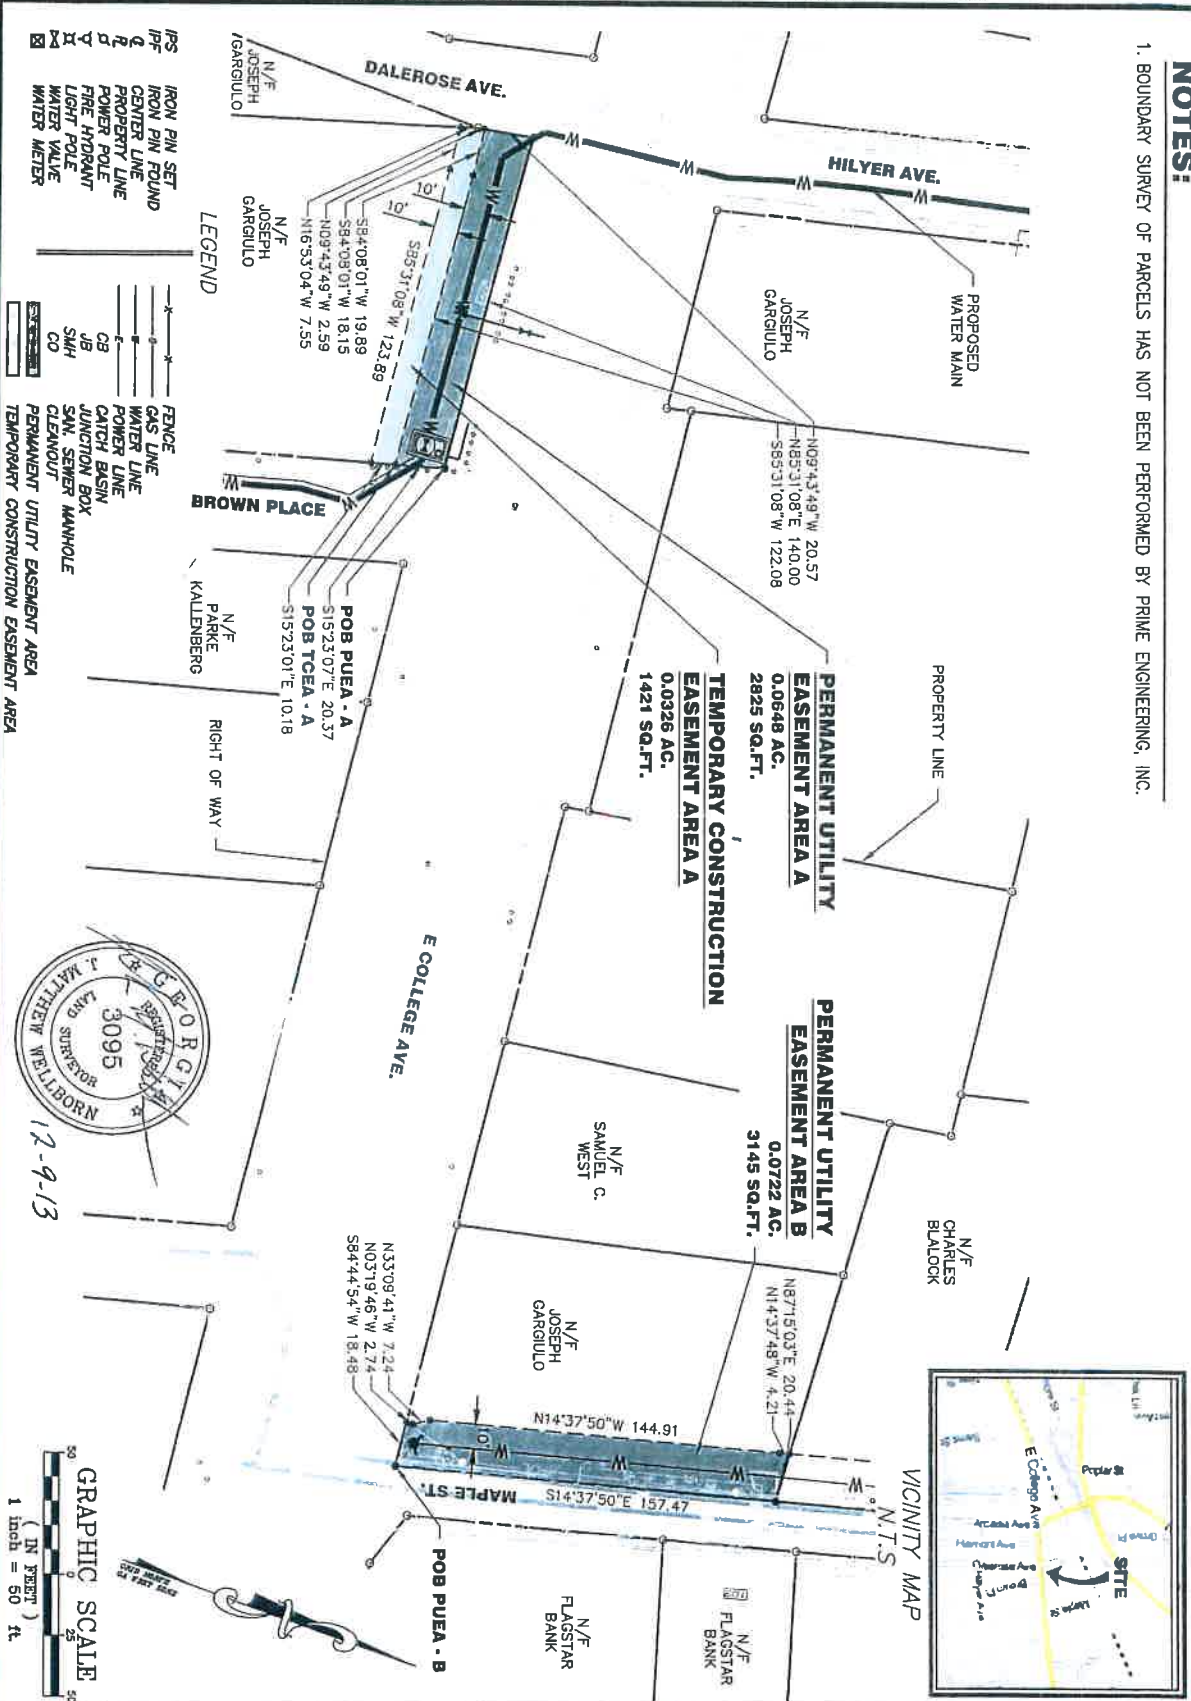 NOTES:
1. BOUNDARY SURVEY OF PARCELS HAS NOT BEEN PERFORMED BY PRIME ENGINEERING, INC.
DALEROSE AVE.
HILYER AVE.
PROPOSED
WATER MAIN
N/F
JOSEPH
GARGIULO
N/F
JOSEPH
GARGIULO
N/F
JOSEPH
GARGIULO
10'
10'
S85°31'08"W 123.89
S84°08'01"W 19.89
S84°08'01"W 18.15
N09°43'49"W 2.59
N16°53'04"W 7.55
N09°43'49"W 20.57
N85°31'08"E 140.00
S85°31'08"W 122.08
W
W
W
W
W
W
W
W
W
BROWN PLACE
POB PUEA - A
S15°23'07"E 20.37
POB TCEA - A
S15°23'01"E 10.18
N/F
PARKE
KALLENBERG
RIGHT OF WAY
PERMANENT UTILITY
EASEMENT AREA A
0.0648 AC.
2825 SQ.FT.
TEMPORARY CONSTRUCTION
EASEMENT AREA A
0.0326 AC.
1421 SQ.FT.
PROPERTY LINE
E COLLEGE AVE.
PERMANENT UTILITY
EASEMENT AREA B
0.0722 AC.
3145 SQ.FT.
N/F
SAMUEL C.
WEST
N/F
CHARLES
BLALOCK
N/F
JOSEPH
GARGIULO
N87°15'03"E 20.44
N14°37'48"W 4.21
N33°09'41"W 7.24
N03°19'46"W 2.74
S84°44'54"W 18.48
N14°37'50"W 144.91
10'
W
W
W
W
S14°37'50"E 157.47
MAPLE ST.
POB PUEA - B
N/F
FLAGSTAR
BANK
N/F
FLAGSTAR
BANK
VICINITY MAP
N.T.S
SITE
E College Ave
Poplar St
Arcadia Ave
Maple St
LEGEND
IPS IRON PIN SET
IPF IRON PIN FOUND
CENTER LINE
PROPERTY LINE
POWER POLE
FIRE HYDRANT
LIGHT POLE
WATER VALVE
WATER METER
FENCE
GAS LINE
WATER LINE
POWER LINE
CB CATCH BASIN
JB JUNCTION BOX
SMH SAN. SEWER MANHOLE
CO CLEANOUT
PERMANENT UTILITY EASEMENT AREA
TEMPORARY CONSTRUCTION EASEMENT AREA
GEORGIA
REGISTERED
3095
LAND SURVEYOR
J. MATTHEW WELLBORN
12-9-13
GRAPHIC SCALE
50 0 25 50
( IN FEET )
1 inch = 50 ft.